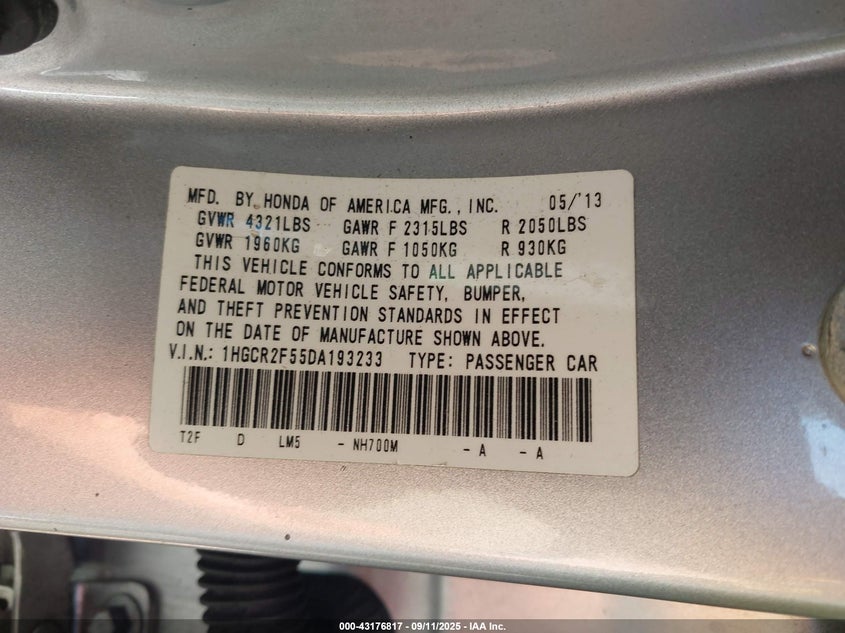 MFD. BY HONDA OF AMERICA MFG., INC. 05/'13
GVWR 4321LBS GAWR F 2315LBS R 2050LBS
GVWR 1960KG GAWR F 1050KG R 930KG
THIS VEHICLE CONFORMS TO ALL APPLICABLE
FEDERAL MOTOR VEHICLE SAFETY, BUMPER,
AND THEFT PREVENTION STANDARDS IN EFFECT
ON THE DATE OF MANUFACTURE SHOWN ABOVE.
V.I.N.: 1HGCR2F55DA193233 TYPE: PASSENGER CAR
T2F D LM5 - NH700M - A - A
000-43176817 - 09/11/2025 - IAA Inc.